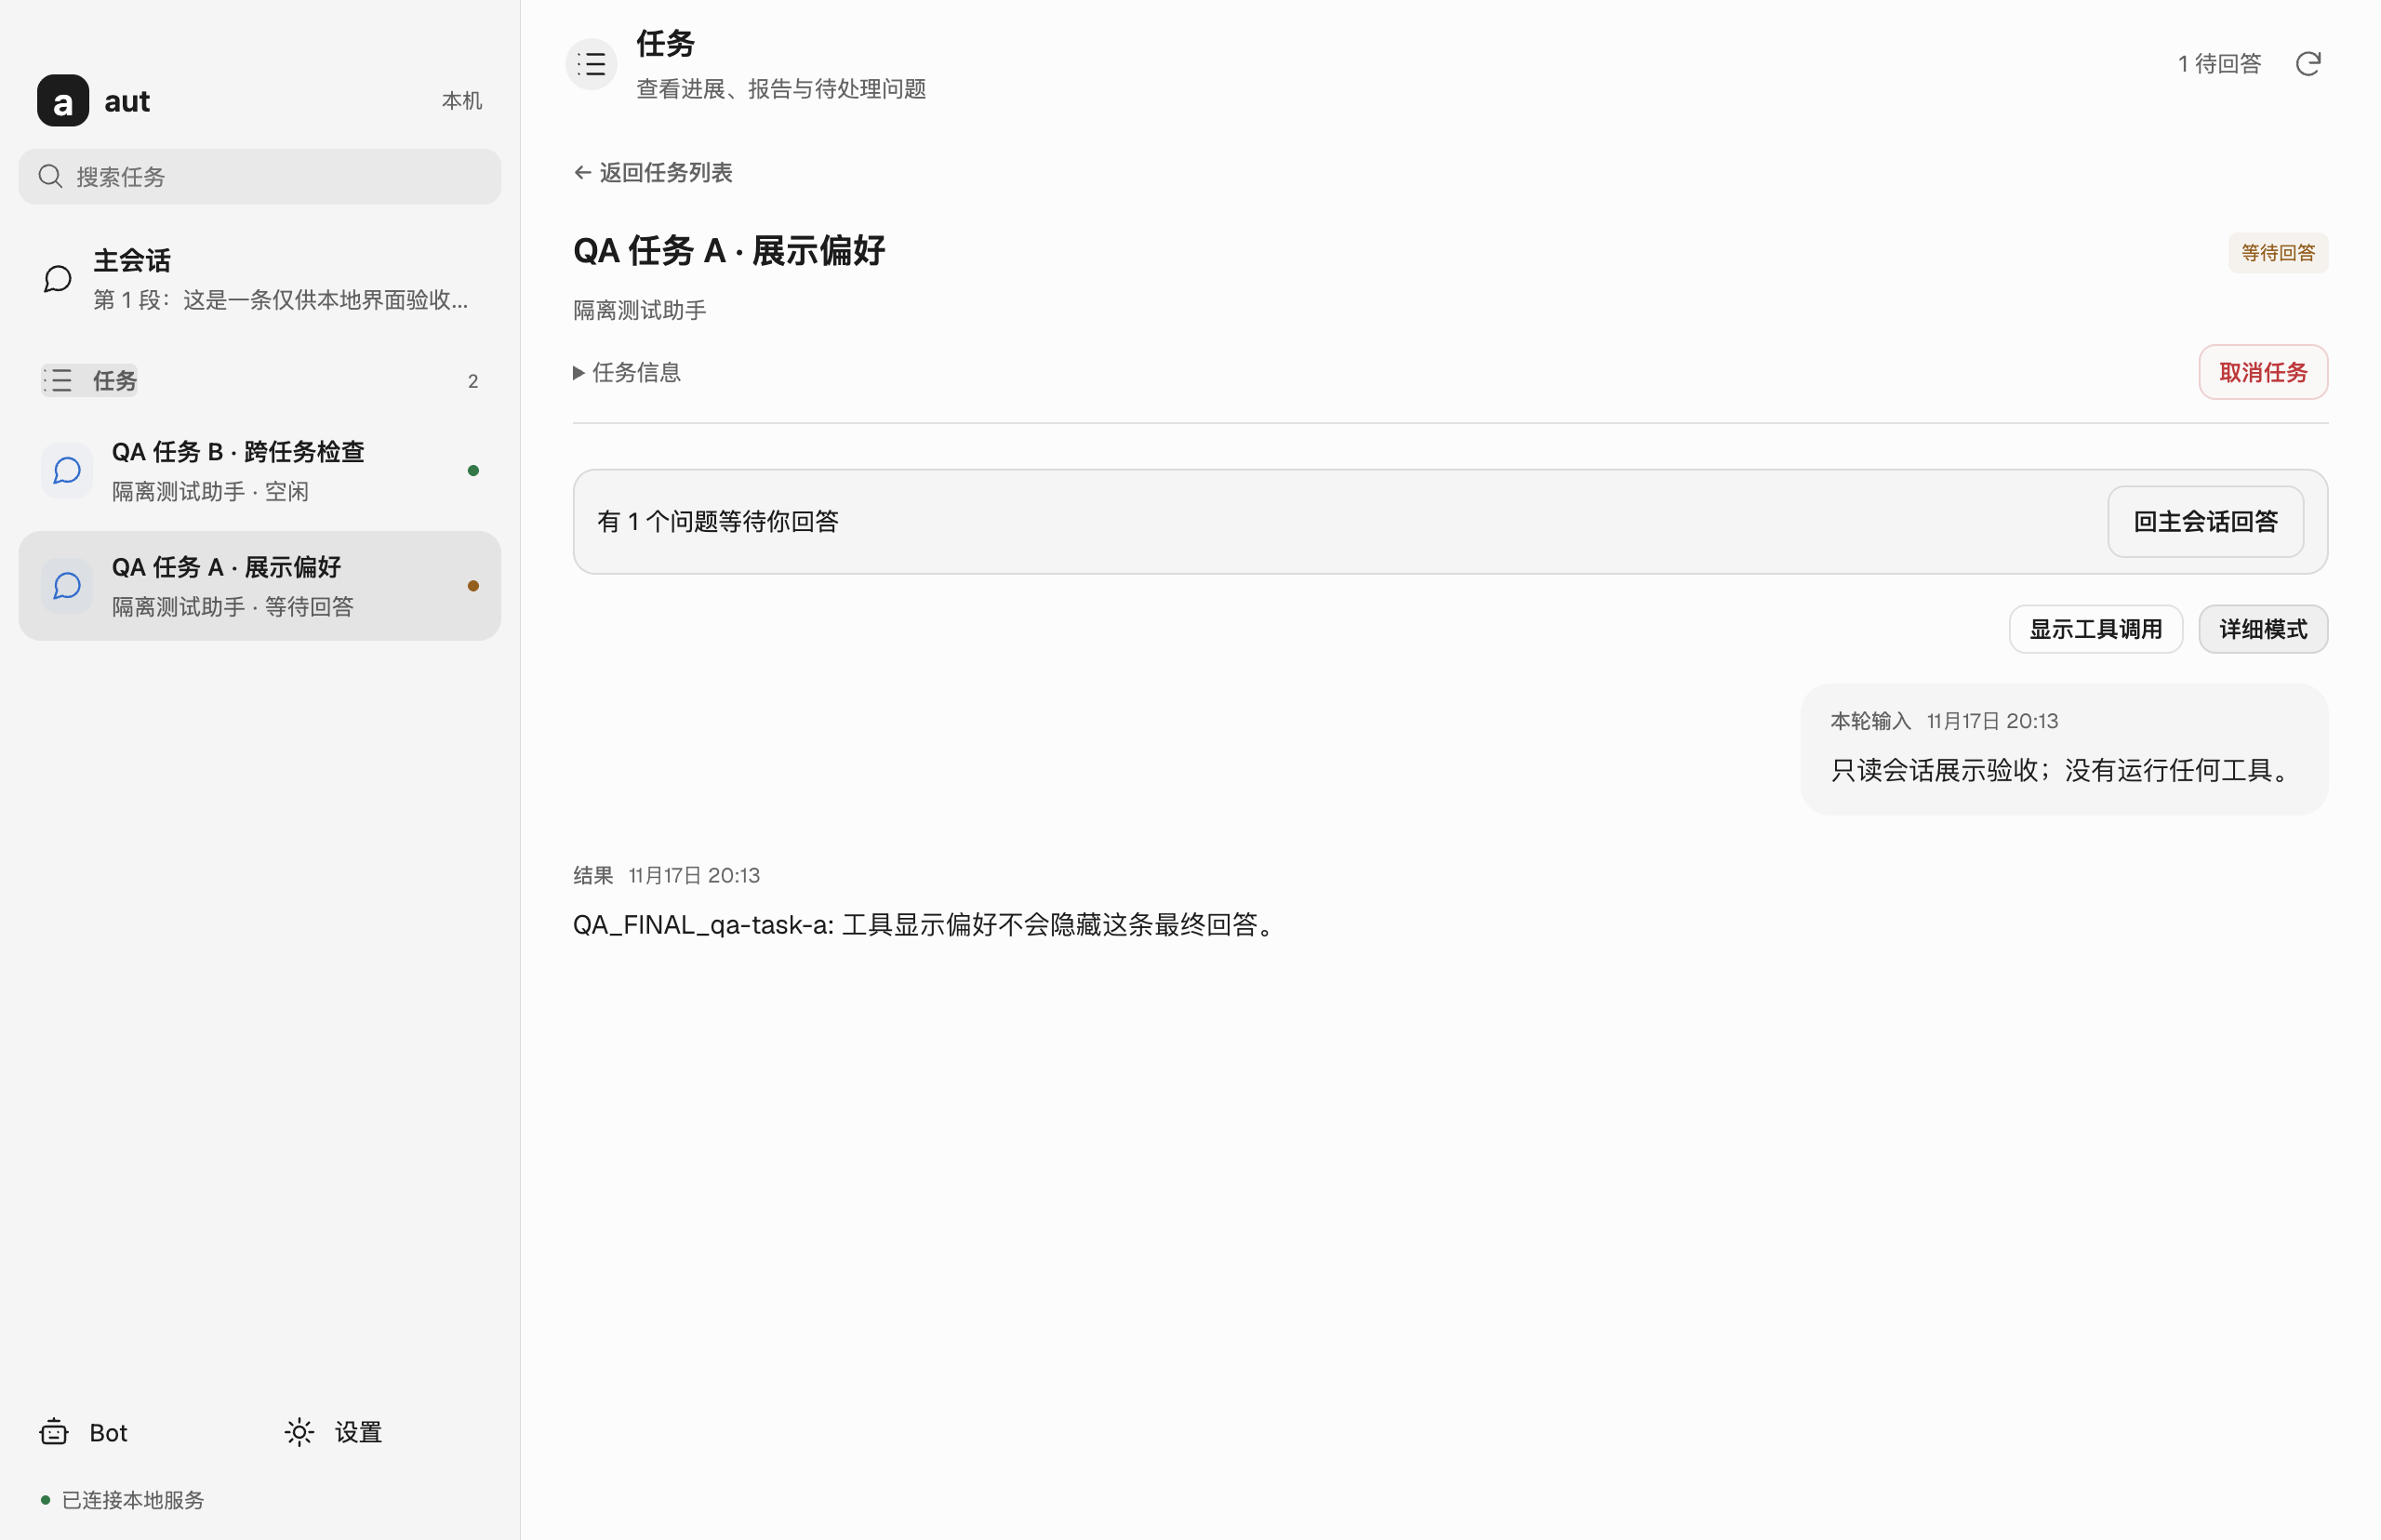 a aut 本机
搜索任务
主会话
第 1 段：这是一条仅供本地界面验收...
任务 2
QA 任务 B · 跨任务检查
隔离测试助手 · 空闲
QA 任务 A · 展示偏好
隔离测试助手 · 等待回答
Bot 设置
已连接本地服务
任务
查看进展、报告与待处理问题
1 待回答
← 返回任务列表
QA 任务 A · 展示偏好
等待回答
隔离测试助手
▶ 任务信息
取消任务
有 1 个问题等待你回答
回主会话回答
显示工具调用 详细模式
本轮输入 11月17日 20:13
只读会话展示验收；没有运行任何工具。
结果 11月17日 20:13
QA_FINAL_qa-task-a: 工具显示偏好不会隐藏这条最终回答。